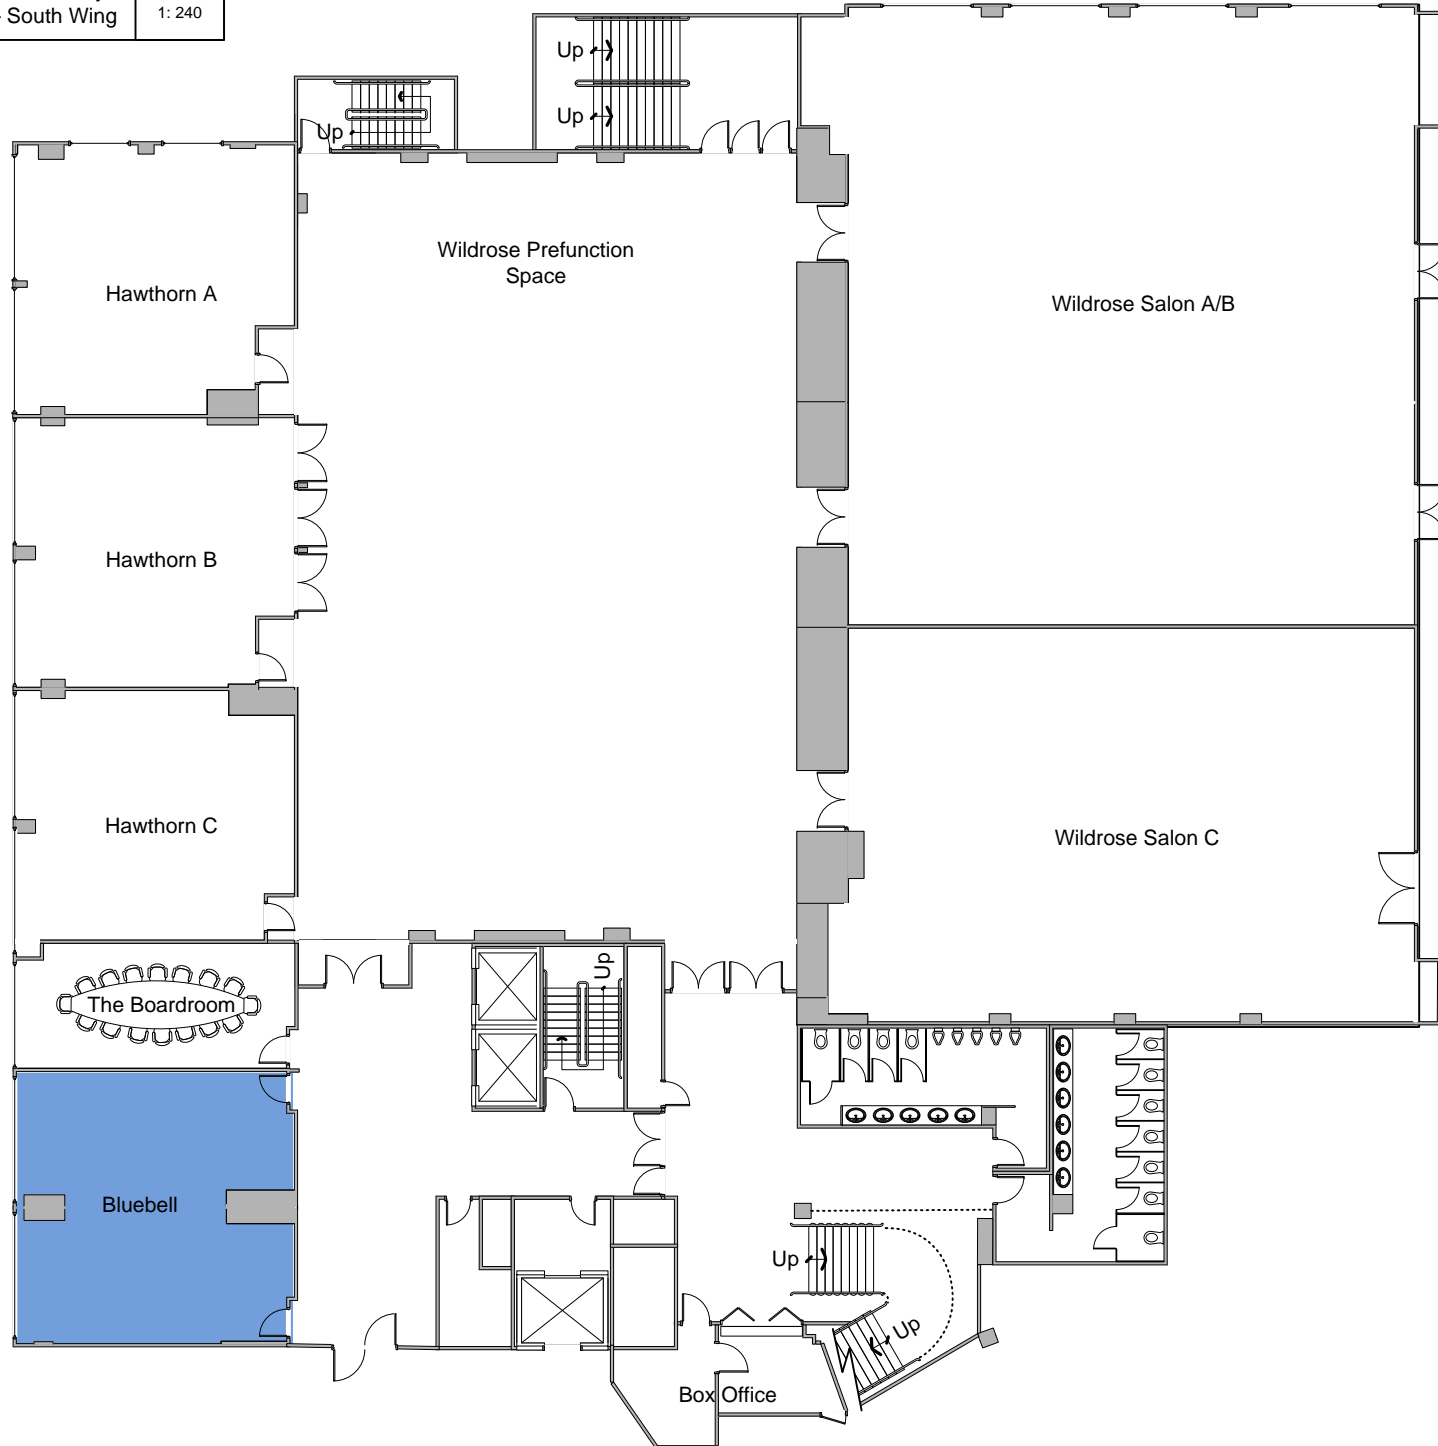 South Wing
1: 240
Up
Up
Up
Wildrose Prefunction
Space
Hawthorn A
Wildrose Salon A/B
Hawthorn B
Hawthorn C
Wildrose Salon C
Up
The Boardroom
Bluebell
Up
Up
Box Office